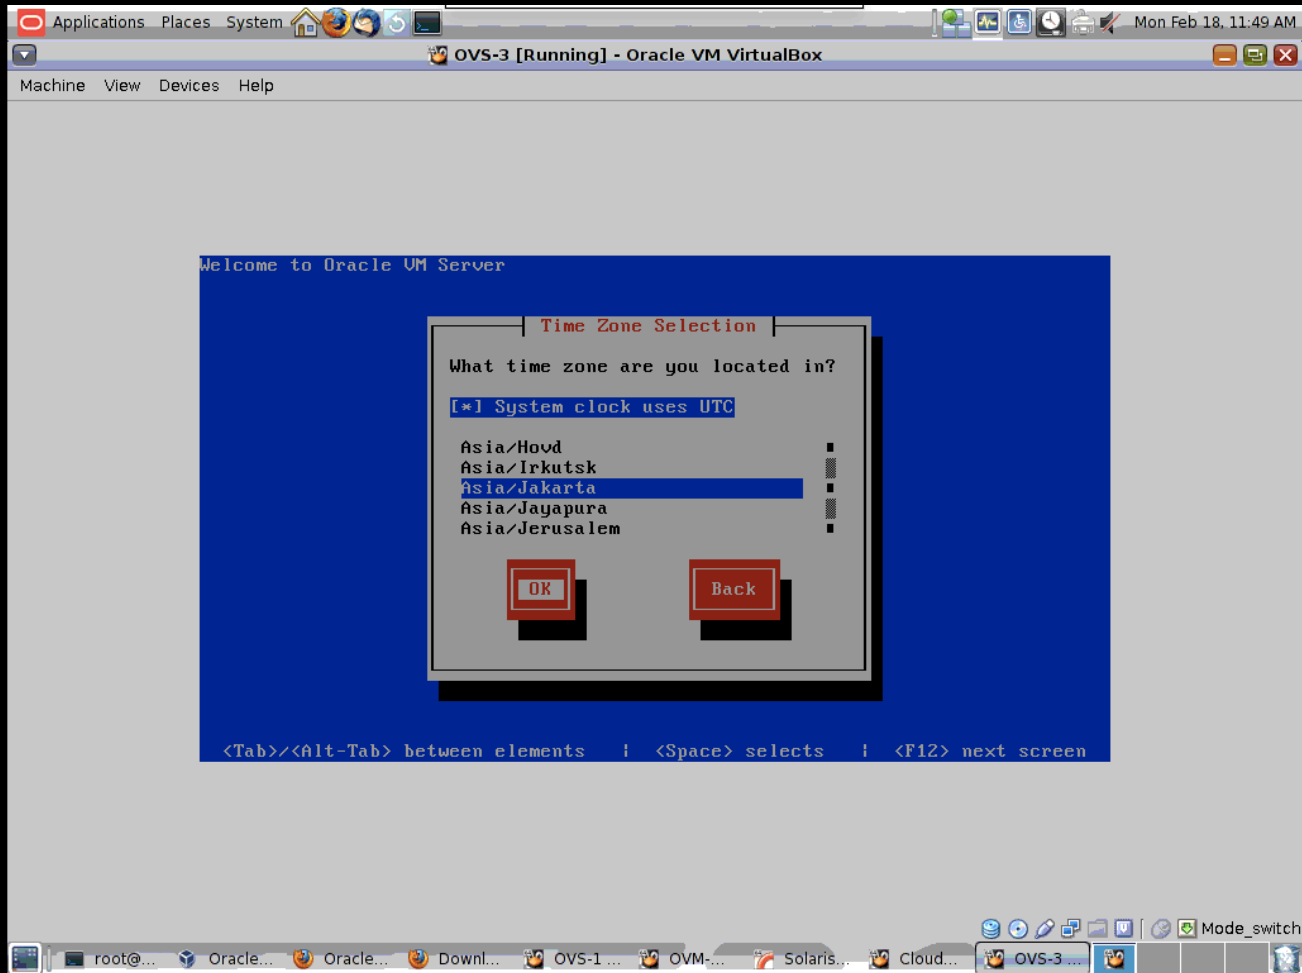 Applications Places System
Mon Feb 18, 11:49 AM
OVS-3 [Running] - Oracle VM VirtualBox
Machine View Devices Help
Welcome to Oracle VM Server
Time Zone Selection
What time zone are you located in?
[*] System clock uses UTC
Asia/Hovd
Asia/Irkutsk
Asia/Jakarta
Asia/Jayapura
Asia/Jerusalem
OK Back
<Tab>/<Alt-Tab> between elements | <Space> selects | <F12> next screen
Mode_switch
root@... Oracle... Oracle... Downl... OVS-1 ... OVM-... Solaris... Cloud... OVS-3 ...